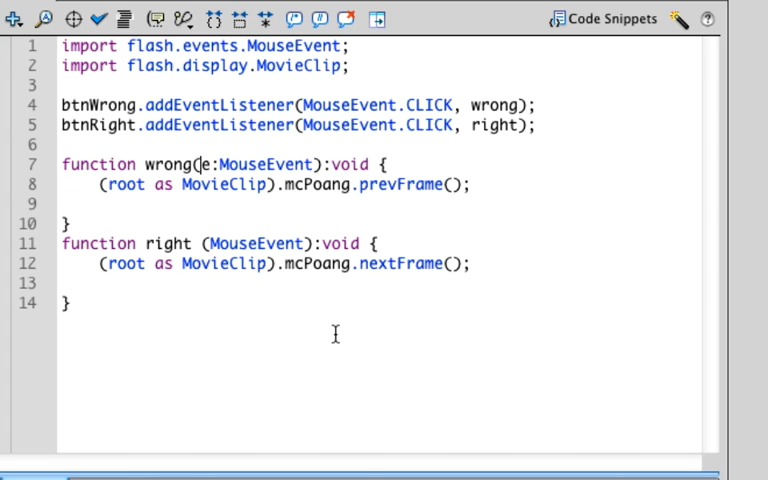 Code Snippets
1 import flash.events.MouseEvent;
2 import flash.display.MovieClip;
3
4 btnWrong.addEventListener(MouseEvent.CLICK, wrong);
5 btnRight.addEventListener(MouseEvent.CLICK, right);
6
7 function wrong(e:MouseEvent):void {
8 (root as MovieClip).mcPoang.prevFrame();
9
10 }
11 function right (MouseEvent):void {
12 (root as MovieClip).mcPoang.nextFrame();
13
14 }